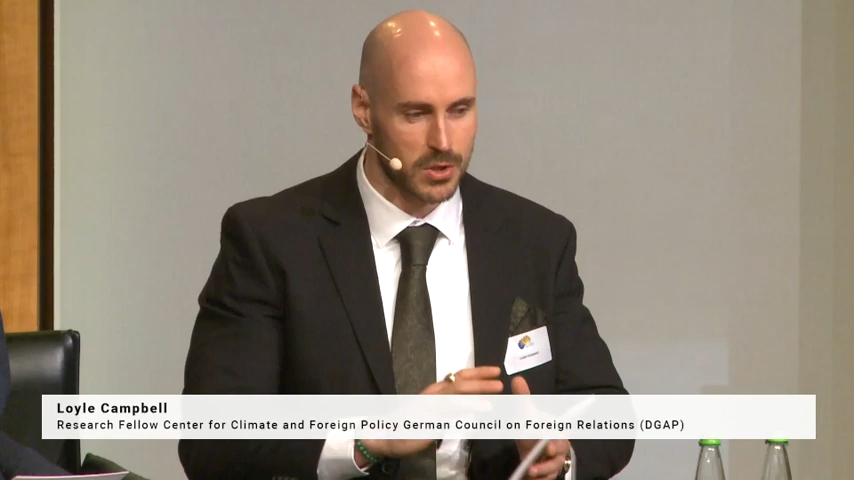 Loyle Campbell
Research Fellow Center for Climate and Foreign Policy German Council on Foreign Relations (DGAP)